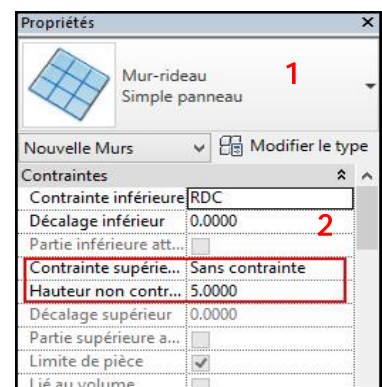 Propriétés
Mur-rideau
Simple panneau
1
Nouvelle Murs
Modifier le type
Contraintes
Contrainte inférieure RDC
Décalage inférieur 0.0000
2
Partie inférieure att...
Contrainte supérie... Sans contrainte
Hauteur non contr... 5.0000
Décalage supérieur 0.0000
Partie supérieure a...
Limite de pièce
Lié au volume